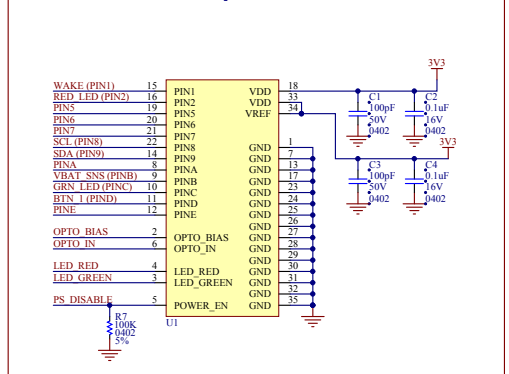 3V3
WAKE (PIN1) 15 PIN1 VDD 18
RED_LED (PIN2) 16 PIN2 VDD 33
PIN5 19 PIN5 VREF 34
PIN6 20 PIN6
PIN7 21 PIN7
SCL (PIN8) 22 PIN8 GND 1
SDA (PIN9) 14 PIN9 GND 7
PINA 8 PINA GND 13
VBAT_SNS (PINB) 9 PINB GND 17
GRN_LED (PINC) 10 PINC GND 23
BTN_1 (PIND) 11 PIND GND 24
PINE 12 PINE GND 25
GND 26
OPTO_BIAS 2 OPTO_BIAS GND 27
OPTO_IN 6 OPTO_IN GND 28
GND 29
LED_RED 4 LED_RED GND 30
LED_GREEN 3 LED_GREEN GND 31
GND 32
PS_DISABLE 5 POWER_EN GND 35
U1
R7
100K
0402
5%
C1
100pF
50V
0402
C2
0.1uF
16V
0402
3V3
C3
100pF
50V
0402
C4
0.1uF
16V
0402